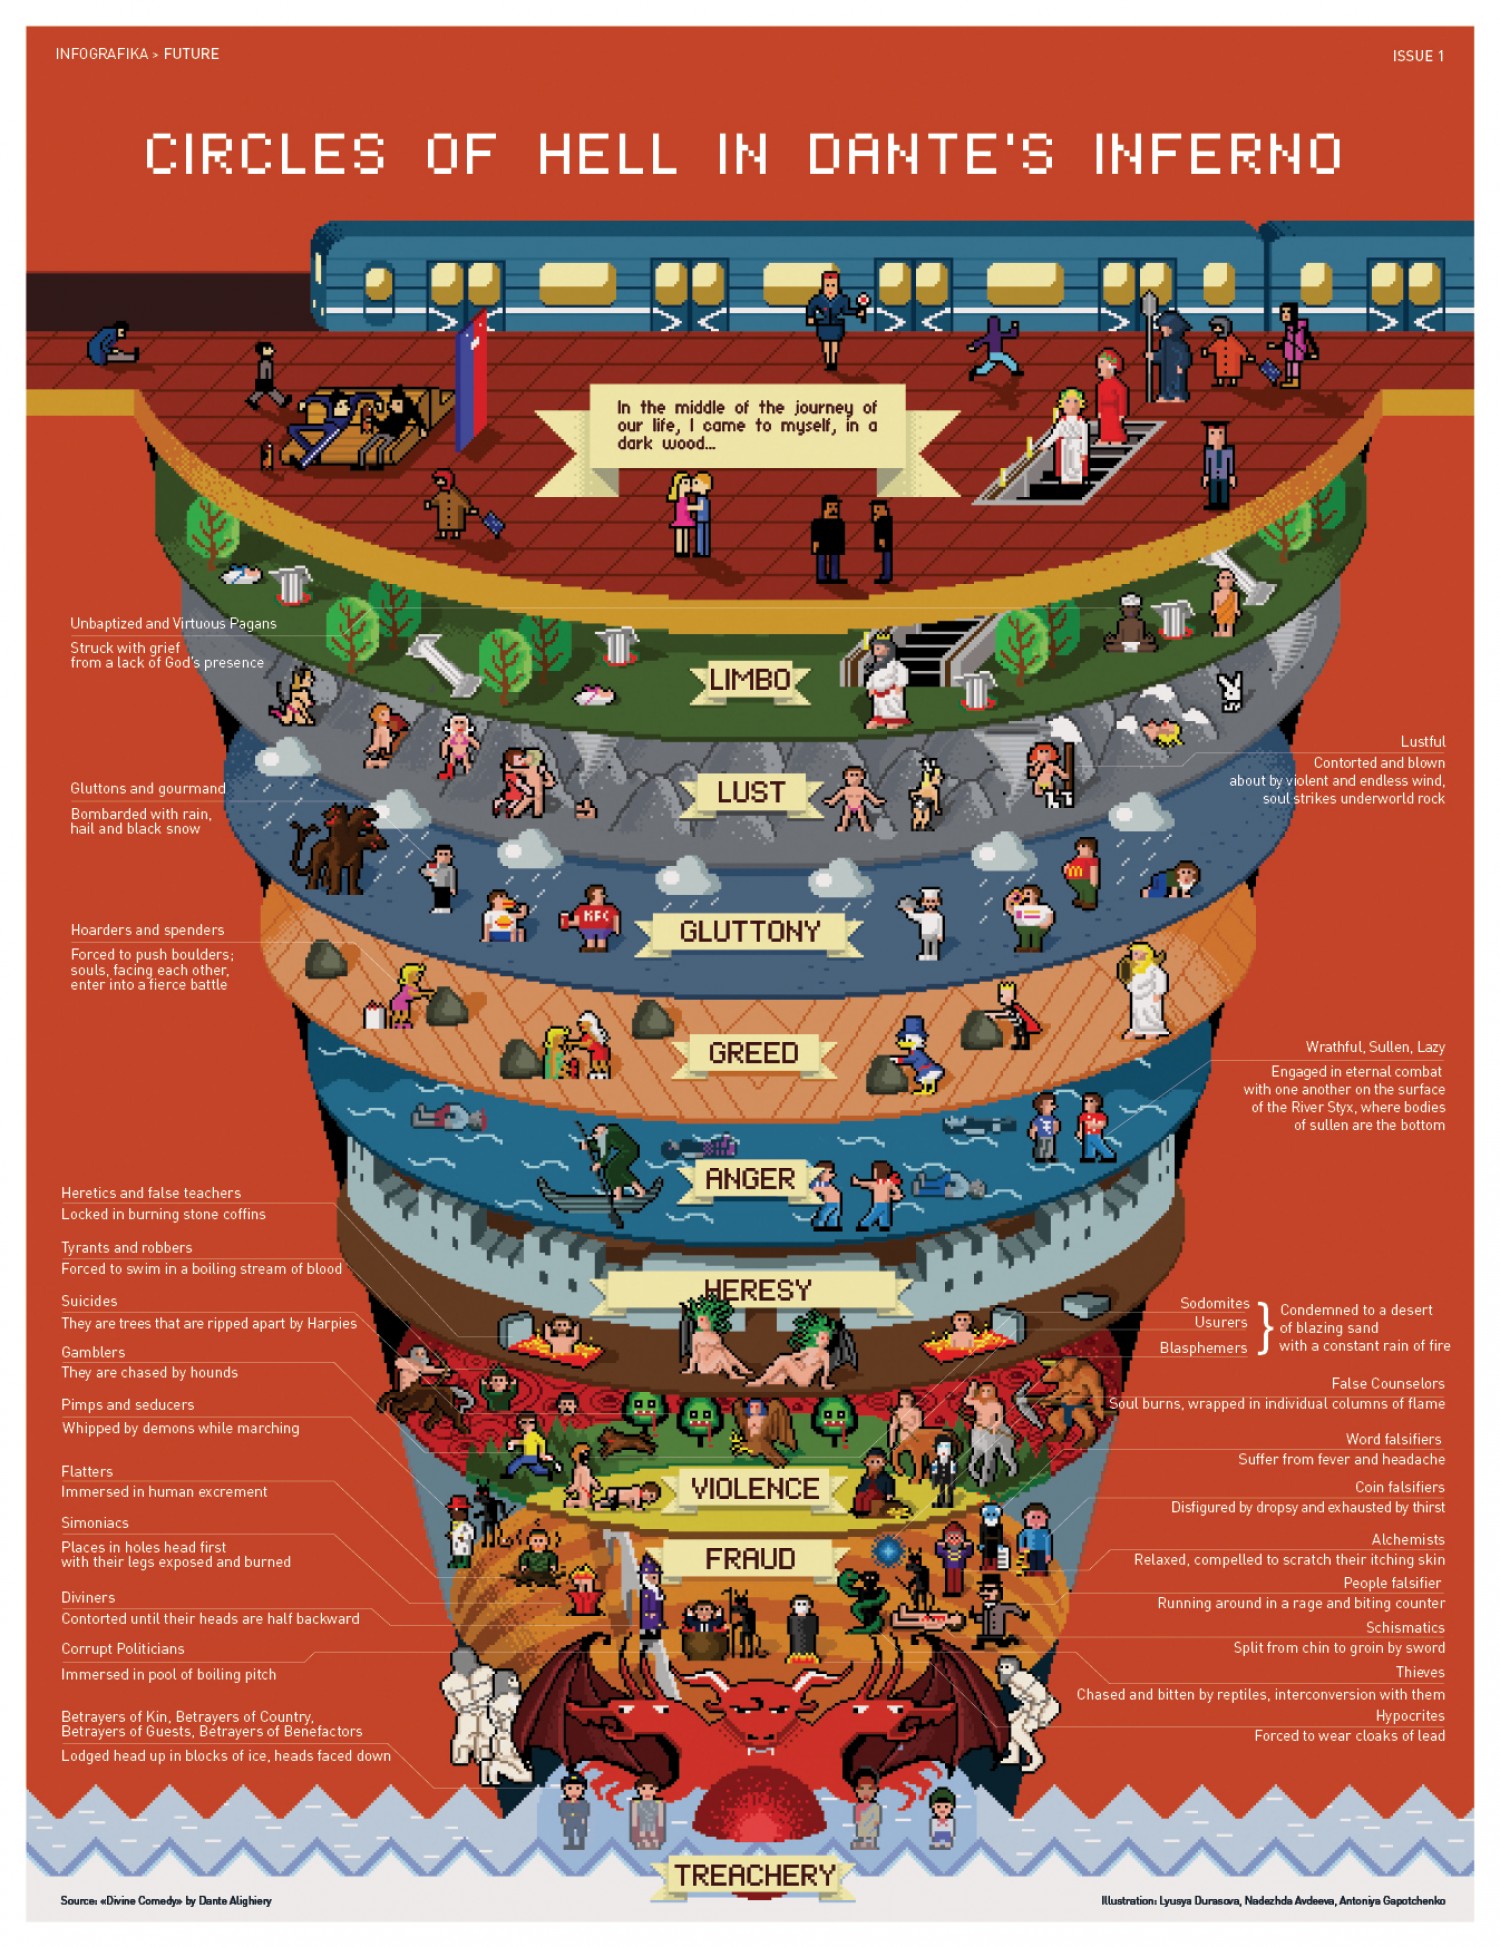 INFOGRAFIKA > FUTURE
ISSUE 1
CIRCLES OF HELL IN DANTE'S INFERNO
In the middle of the journey of
our life, I came to myself, in a
dark wood...
Unbaptized and Virtuous Pagans
Struck with grief
from a lack of God's presence
LIMBO
Lustful
Contorted and blown
about by violent and endless wind,
soul strikes underworld rock
LUST
Gluttons and gourmand
Bombarded with rain,
hail and black snow
KFC
GLUTTONY
Hoarders and spenders
Forced to push boulders;
souls, facing each other,
enter into a fierce battle
GREED
Wrathful, Sullen, Lazy
Engaged in eternal combat
with one another on the surface
of the River Styx, where bodies
of sullen are the bottom
ANGER
Heretics and false teachers
Locked in burning stone coffins
HERESY
Tyrants and robbers
Forced to swim in a boiling stream of blood
Suicides
They are trees that are ripped apart by Harpies
Gamblers
They are chased by hounds
Pimps and seducers
Whipped by demons while marching
Flatters
Immersed in human excrement
Simoniacs
Places in holes head first
with their legs exposed and burned
Diviners
Contorted until their heads are half backward
Corrupt Politicians
Immersed in pool of boiling pitch
Betrayers of Kin, Betrayers of Country,
Betrayers of Guests, Betrayers of Benefactors
Lodged head up in blocks of ice, heads faced down
Sodomites
Usurers
Blasphemers
Condemned to a desert
of blazing sand
with a constant rain of fire
False Counselors
Soul burns, wrapped in individual columns of flame
Word falsifiers
Suffer from fever and headache
Coin falsifiers
Disfigured by dropsy and exhausted by thirst
Alchemists
Relaxed, compelled to scratch their itching skin
People falsifier
Running around in a rage and biting counter
Schismatics
Split from chin to groin by sword
Thieves
Chased and bitten by reptiles, interconversion with them
Hypocrites
Forced to wear cloaks of lead
VIOLENCE
FRAUD
TREACHERY
Source: «Divine Comedy» by Dante Alighiery
Illustration: Lyusya Durasova, Nadezhda Avdeeva, Antoniya Gapotchenko